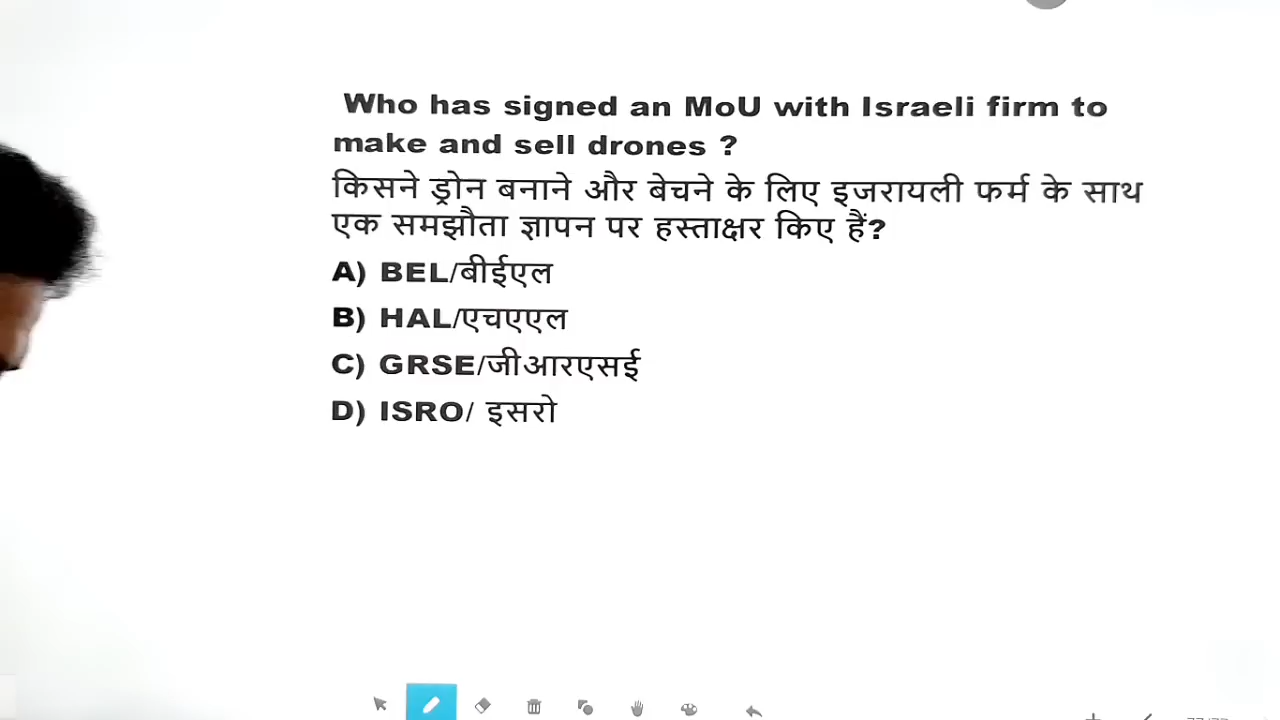 Who has signed an MoU with Israeli firm to
make and sell drones ?
किसने ड्रोन बनाने और बेचने के लिए इजरायली फर्म के साथ
एक समझौता ज्ञापन पर हस्ताक्षर किए हैं?
A) BEL/बीईएल
B) HAL/एचएएल
C) GRSE/जीआरएसई
D) ISRO/ इसरो